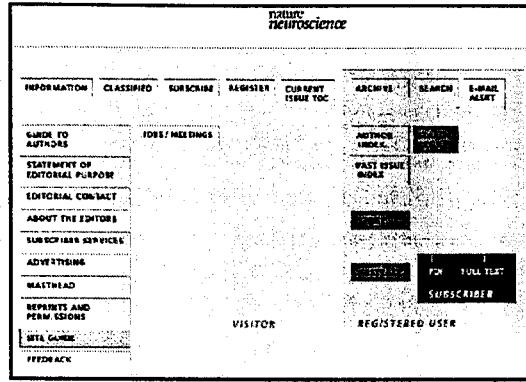 nature
neuroscience
INFORMATION
CLASSIFIED
SUBSCRIBE
REGISTER
CURRENT
ISSUE TOC
ARCHIVE
SEARCH
E-MAIL
ALERT
GUIDE TO
AUTHORS
JOBS / MEETINGS
AUTHOR
INDEX
STATEMENT OF
EDITORIAL PURPOSE
PAST ISSUE
INDEX
EDITORIAL CONTACT
ABOUT THE EDITORS
SUBSCRIBER SERVICES
ADVERTISING
FULL TEXT
MASTHEAD
SUBSCRIBER
REPRINTS AND
PERMISSIONS
VISITOR
REGISTERED USER
SITE GUIDE
FEEDBACK